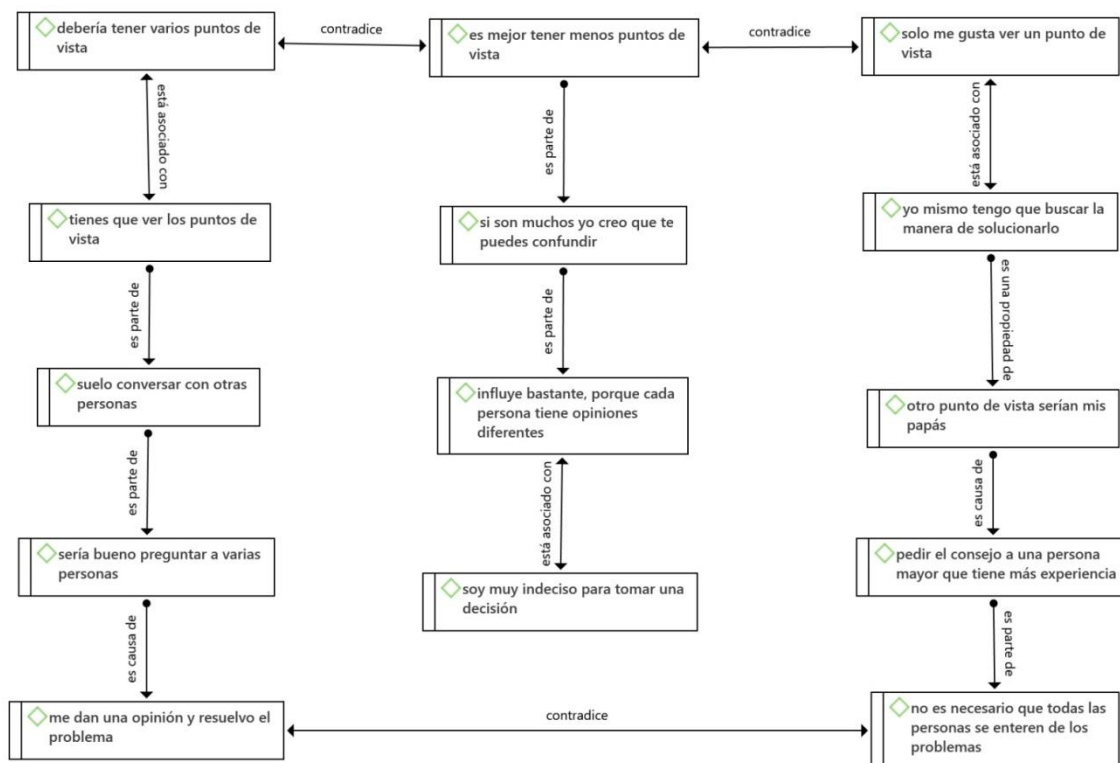 debería tener varios puntos de
vista
contradice
es mejor tener menos puntos de
vista
contradice
solo me gusta ver un punto de
vista
está asociado con
es parte de
está asociado con
tienes que ver los puntos de
vista
si son muchos yo creo que te
puedes confundir
yo mismo tengo que buscar la
manera de solucionarlo
es parte de
es parte de
es una propiedad de
suelo conversar con otras
personas
influye bastante, porque cada
persona tiene opiniones
diferentes
otro punto de vista serían mis
papás
es parte de
está asociado con
es causa de
sería bueno preguntar a varias
personas
soy muy indeciso para tomar una
decisión
pedir el consejo a una persona
mayor que tiene más experiencia
es causa de
es parte de
me dan una opinión y resuelvo el
problema
contradice
no es necesario que todas las
personas se enteren de los
problemas